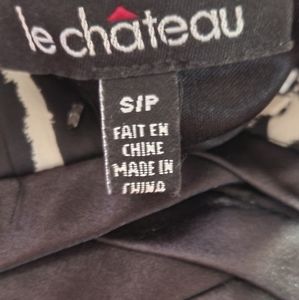 le château
S/P
FAIT EN
CHINE
MADE IN
CHINA